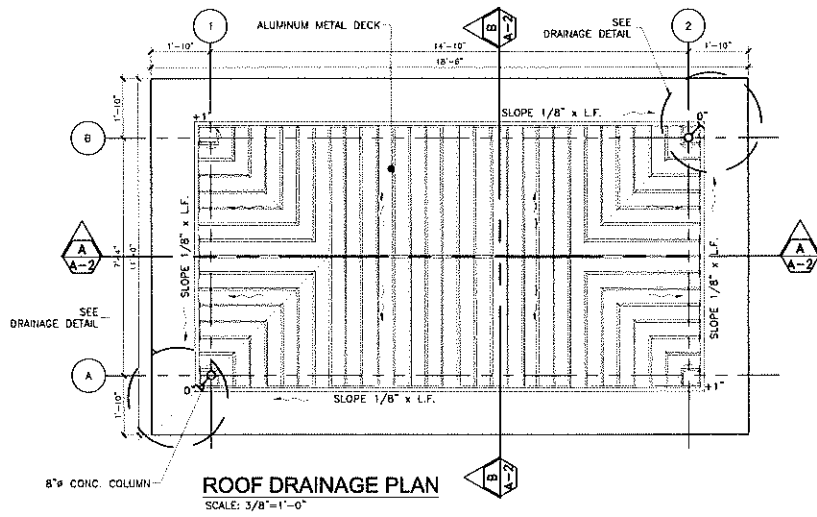 1
ALUMINUM METAL DECK
B
A-2
SEE
DRAINAGE DETAIL
2
1'-10"
14'-10"
1'-10"
18'-6"
1'-10"
+1"
SLOPE 1/8" x L.F.
0"
B
SLOPE 1/8" x L.F.
A
A-2
7'-4"
11'-0"
A
A-2
SLOPE 1/8" x L.F.
SEE
DRAINAGE DETAIL
A
0"
+1"
1'-10"
SLOPE 1/8" x L.F.
8"ø CONC. COLUMN
ROOF DRAINAGE PLAN
SCALE: 3/8"=1'-0"
B
A-2